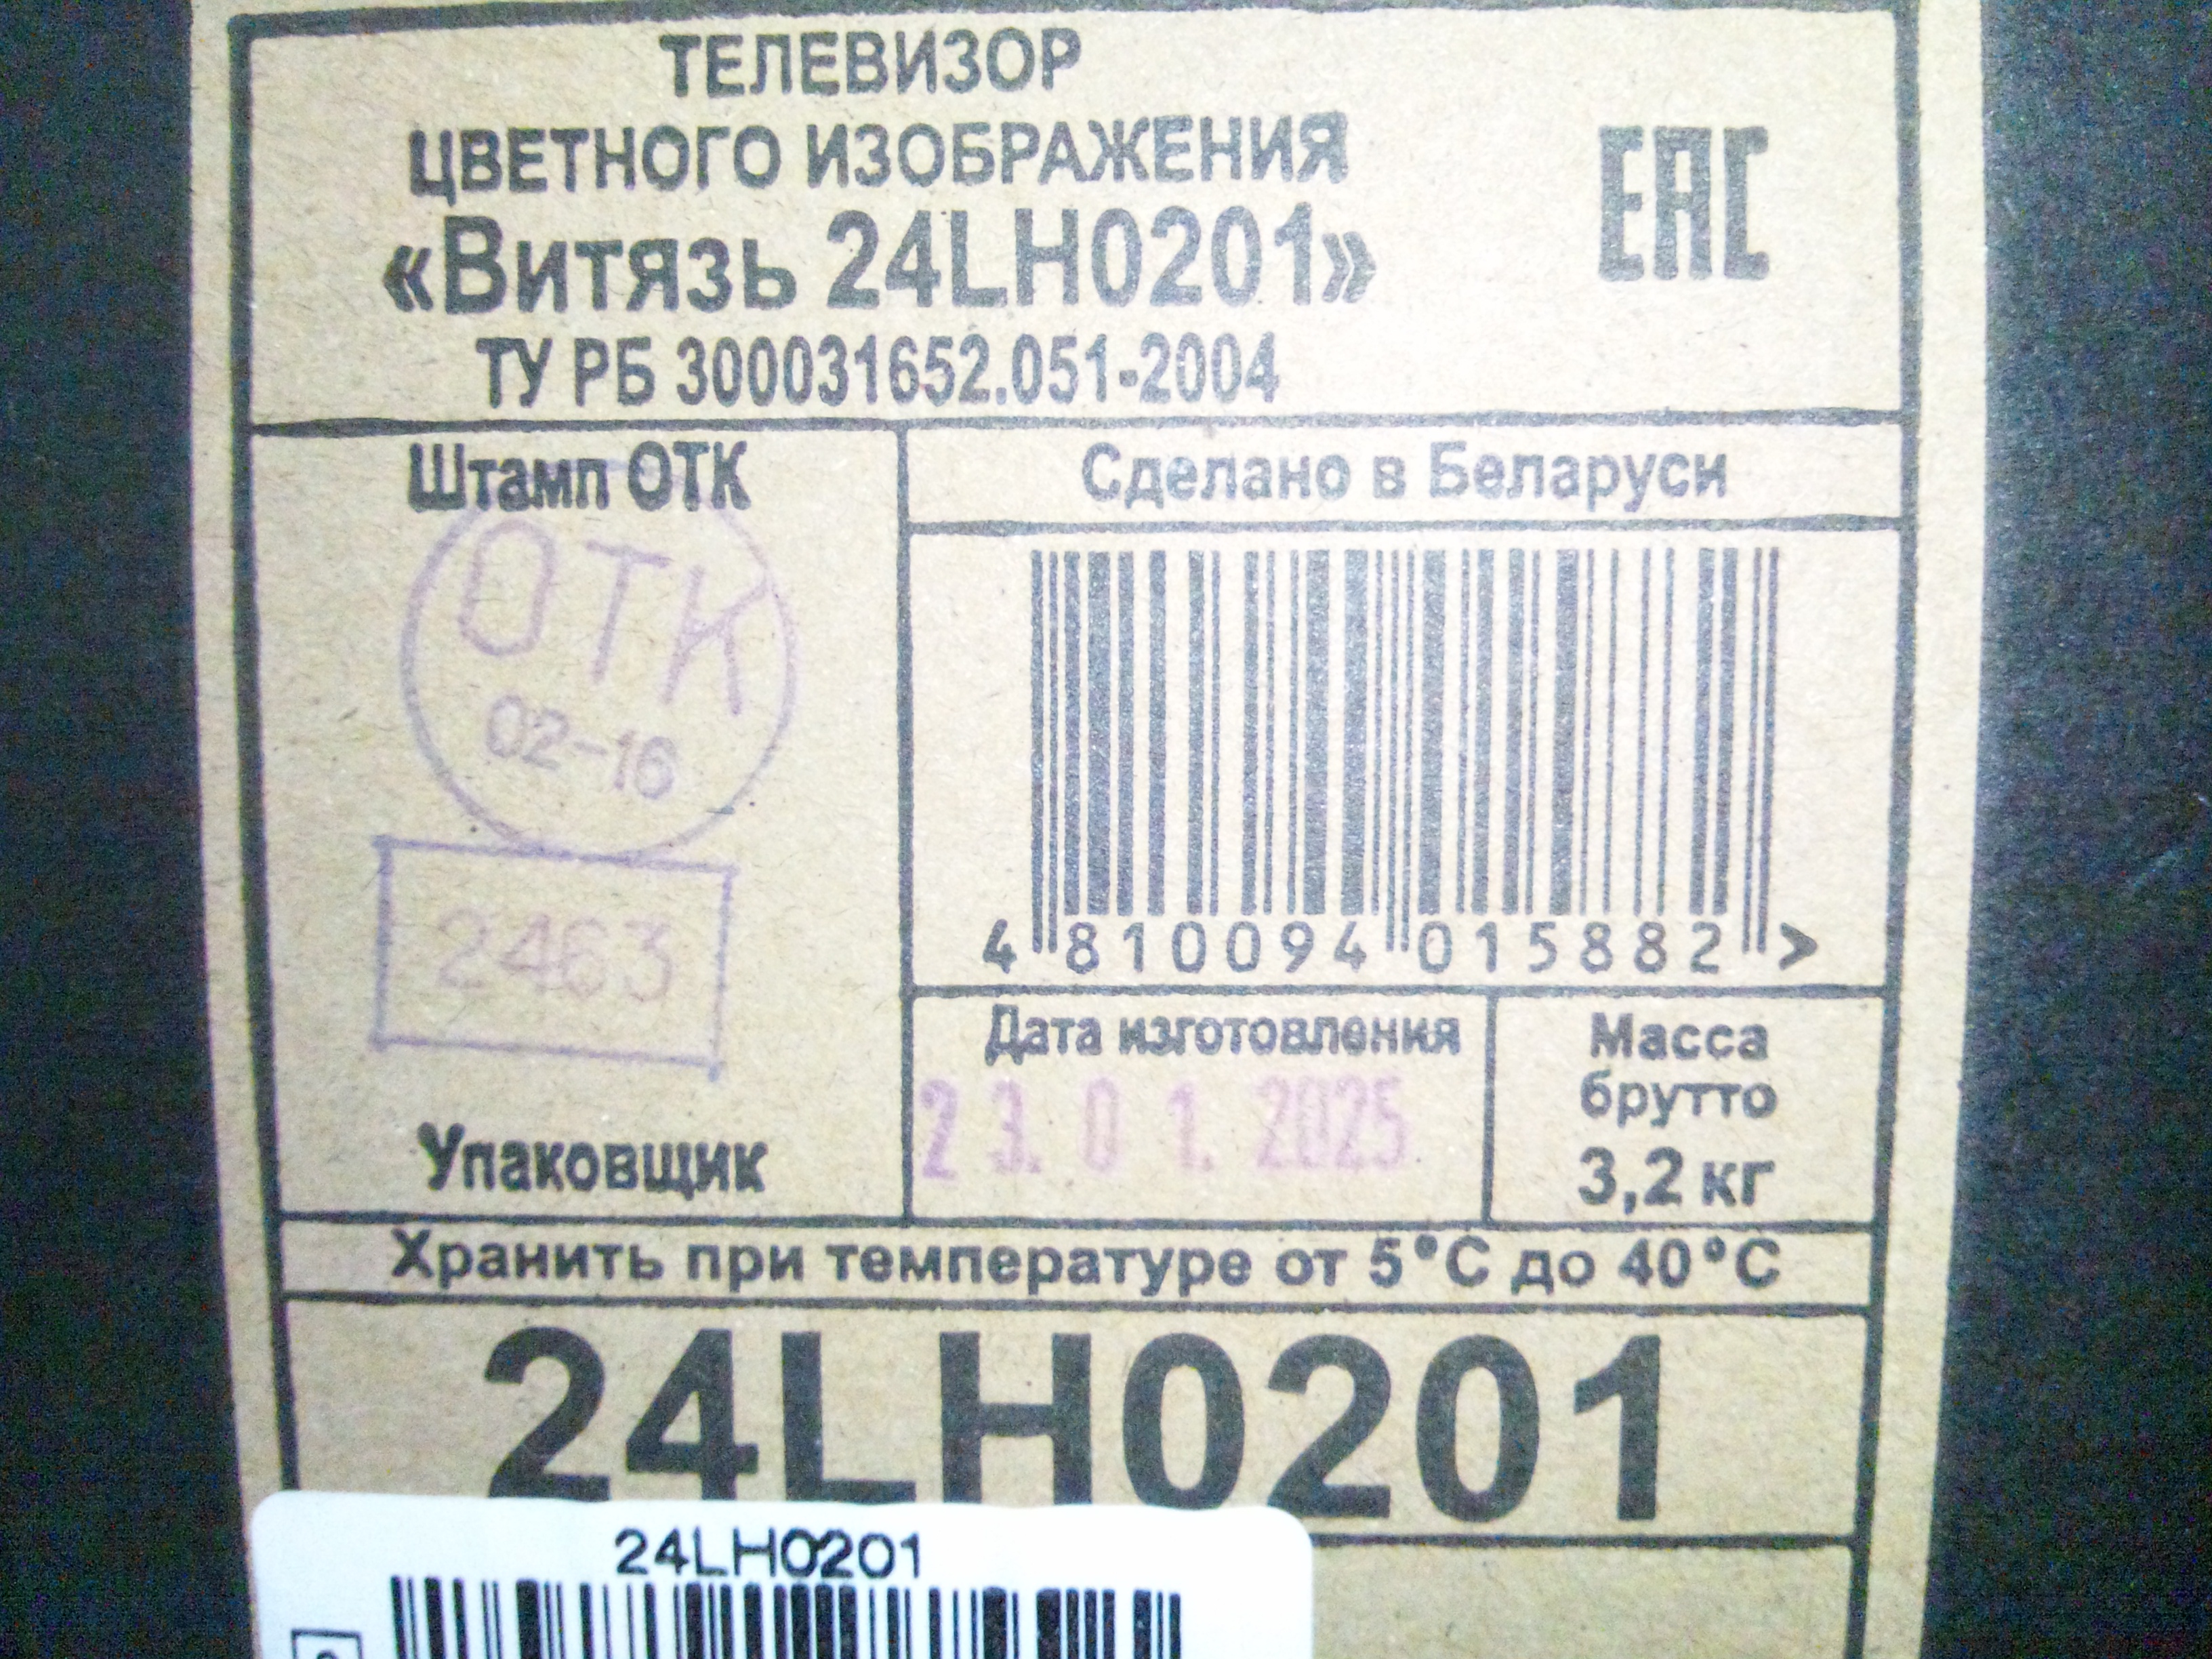 ТЕЛЕВИЗОР
ЦВЕТНОГО ИЗОБРАЖЕНИЯ
«Витязь 24LH0201»
ТУ РБ 300031652.051-2004
ЕАС
Штамп ОТК
ОТК
02-16
2463
Упаковщик
Сделано в Беларуси
4 810094 015882 >
Дата изготовления
23.01.2025
Масса
брутто
3,2 кг
Хранить при температуре от 5°С до 40°С
24LH0201
24LH0201